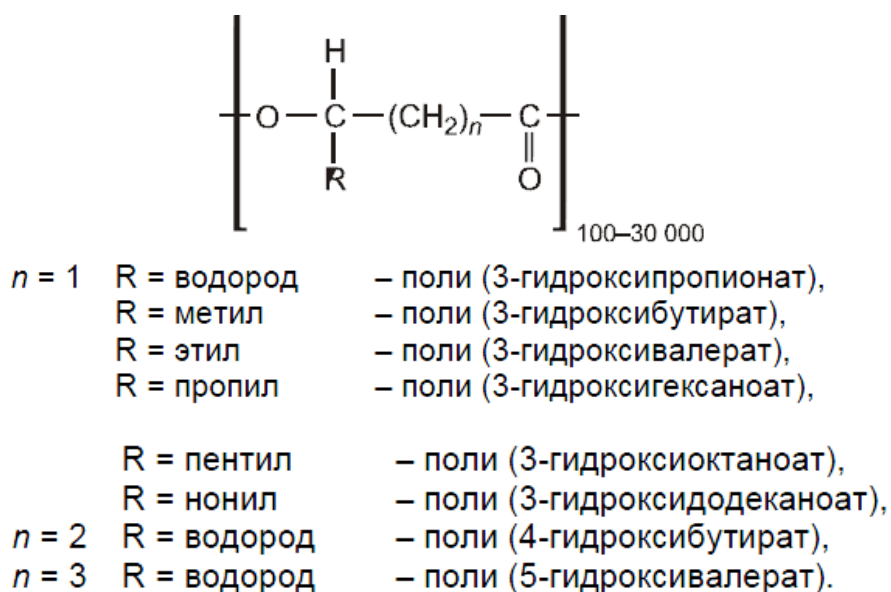 H
O—C—(CH₂)ₙ—C
R O
100–30 000
n = 1 R = водород – поли (3-гидроксипропионат),
R = метил – поли (3-гидроксибутират),
R = этил – поли (3-гидроксивалерат),
R = пропил – поли (3-гидроксигексаноат),
R = пентил – поли (3-гидроксиоктаноат),
R = нонил – поли (3-гидроксидодеканоат),
n = 2 R = водород – поли (4-гидроксибутират),
n = 3 R = водород – поли (5-гидроксивалерат).